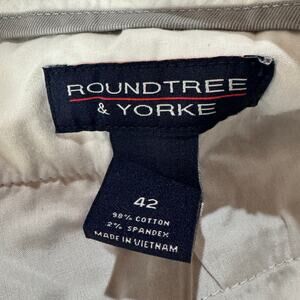 ROUNDTREE
& YORKE
42
98% COTTON
2% SPANDEX
MADE IN VIETNAM